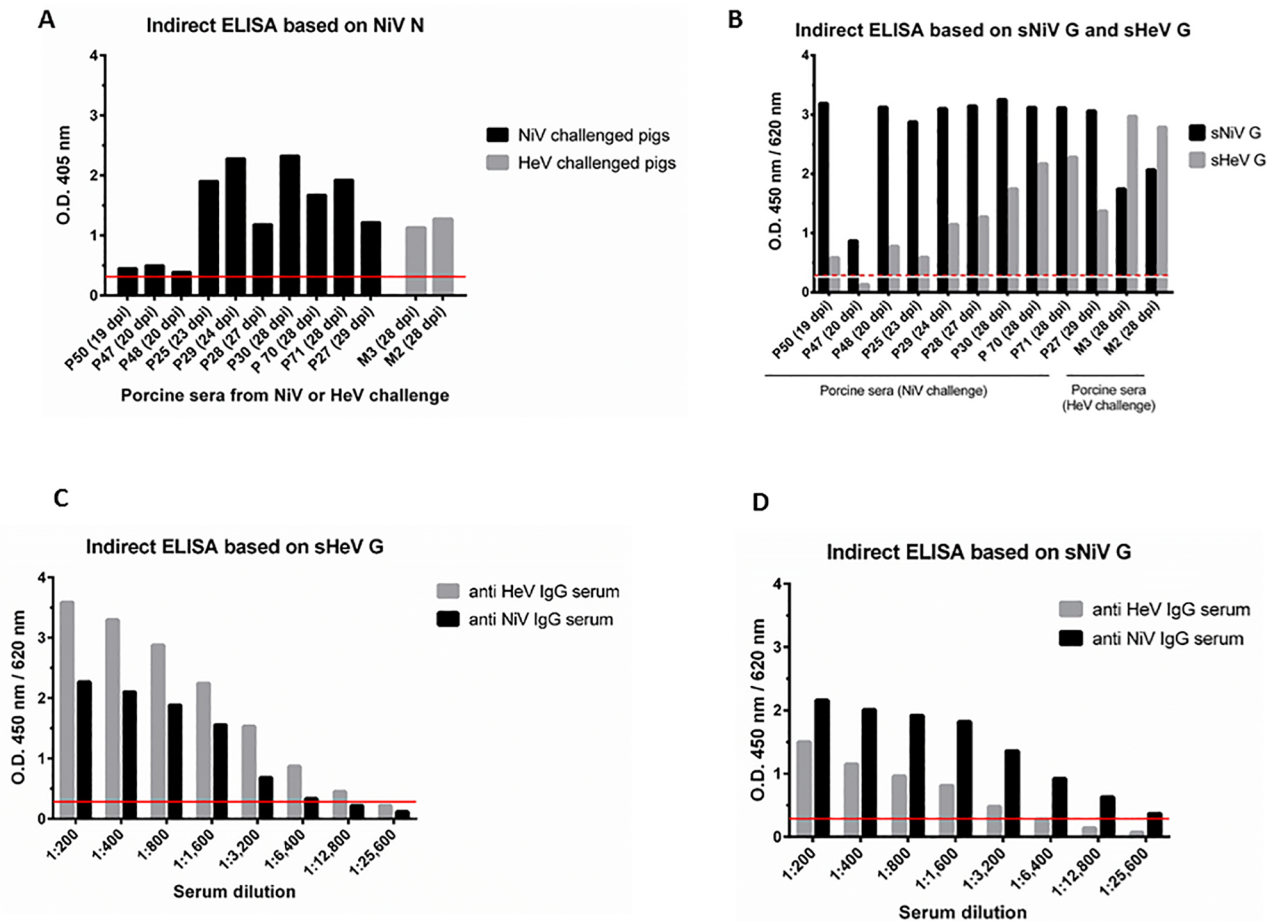 A
Indirect ELISA based on NiV N
4
3
2
1
0
O.D. 405 nm
NiV challenged pigs
HeV challenged pigs
P50 (19 dpi)
P47 (20 dpi)
P48 (20 dpi)
P25 (23 dpi)
P29 (24 dpi)
P28 (27 dpi)
P30 (28 dpi)
P 70 (28 dpi)
P71 (28 dpi)
P27 (29 dpi)
M3 (28 dpi)
M2 (28 dpi)
Porcine sera from NiV or HeV challenge
B
Indirect ELISA based on sNiV G and sHeV G
4
3
2
1
0
O.D. 450 nm / 620 nm
sNiV G
sHeV G
P50 (19 dpi)
P47 (20 dpi)
P48 (20 dpi)
P25 (23 dpi)
P29 (24 dpi)
P28 (27 dpi)
P30 (28 dpi)
P 70 (28 dpi)
P71 (28 dpi)
P27 (29 dpi)
M3 (28 dpi)
M2 (28 dpi)
Porcine sera (NiV challenge)
Porcine sera
(HeV challenge)
C
Indirect ELISA based on sHeV G
4
3
2
1
0
O.D. 450 nm / 620 nm
anti HeV IgG serum
anti NiV IgG serum
1:200
1:400
1:800
1:1,600
1:3,200
1:6,400
1:12,800
1:25,600
Serum dilution
D
Indirect ELISA based on sNiV G
4
3
2
1
0
O.D. 450 nm / 620 nm
anti HeV IgG serum
anti NiV IgG serum
1:200
1:400
1:800
1:1,600
1:3,200
1:6,400
1:12,800
1:25,600
Serum dilution